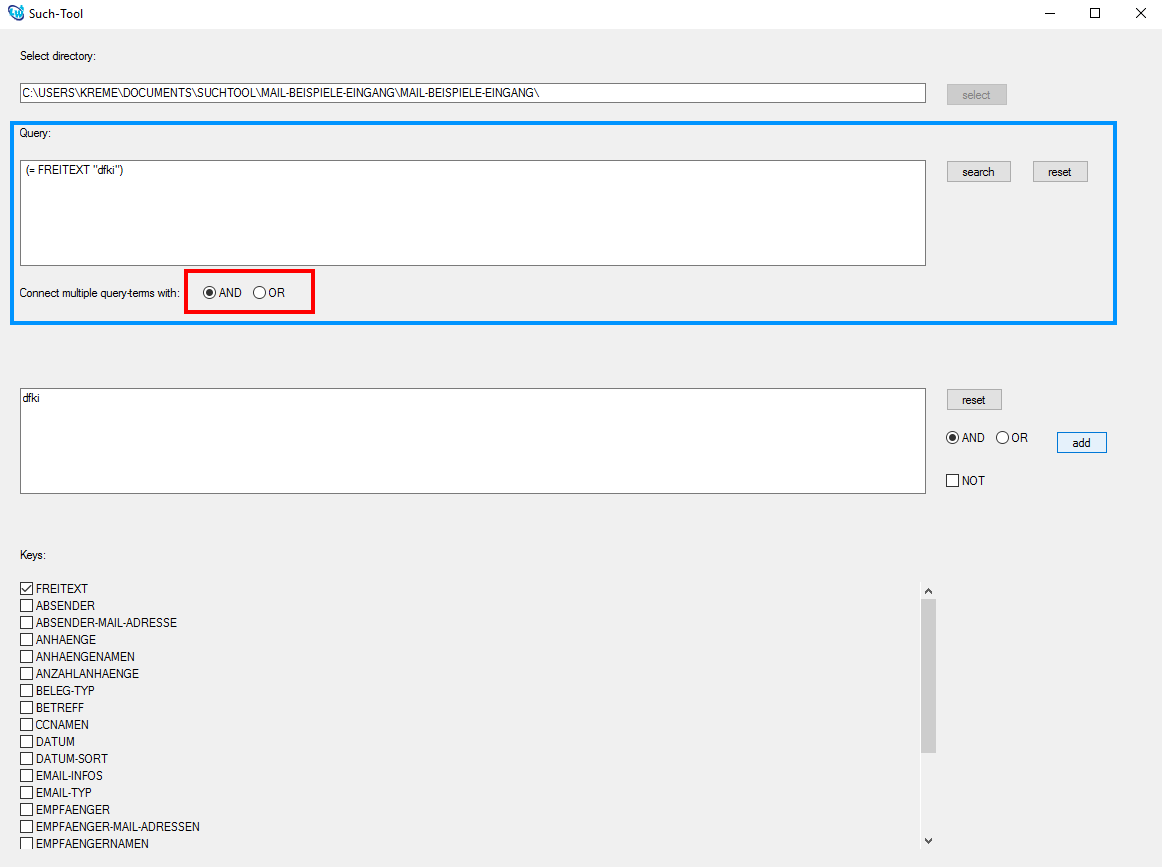 Such-Tool
Select directory:
C:\USERS\KREME\DOCUMENTS\SUCHTOOL\MAIL-BEISPIELE-EINGANG\MAIL-BEISPIELE-EINGANG\
select
Query:
(= FREITEXT "dfki")
search
reset
Connect multiple query-terms with:
AND OR
dfki
reset
AND OR
add
NOT
Keys:
FREITEXT
ABSENDER
ABSENDER-MAIL-ADRESSE
ANHAENGE
ANHAENGENAMEN
ANZAHLANHAENGE
BELEG-TYP
BETREFF
CCNAMEN
DATUM
DATUM-SORT
EMAIL-INFOS
EMAIL-TYP
EMPFAENGER
EMPFAENGER-MAIL-ADRESSEN
EMPFAENGERNAMEN